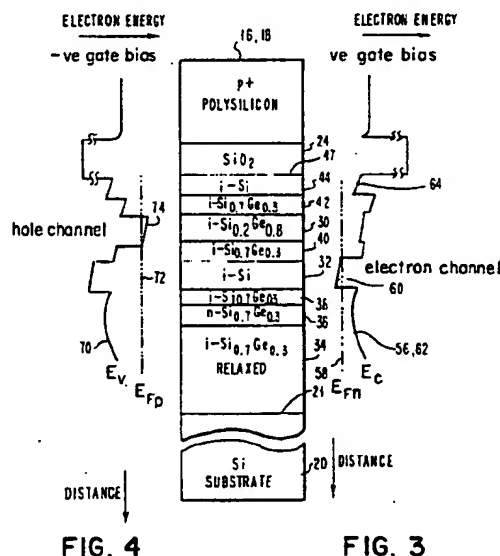 ELECTRON ENERGY
-ve gate bias
16,18
ELECTRON ENERGY
ve gate bias
p+
POLYSILICON
24
SiO2
47
i-Si
44
64
i-Si0.7Ge0.3
42
74
hole channel
i-Si0.2Ge0.8
30
i-Si0.7Ge0.3
40
72
i-Si
32
electron channel
60
i-Si0.7Ge0.3
38
n-Si0.7Ge0.3
36
70
i-Si0.7Ge0.3
RELAXED
34
56,62
58
Ev
EFp
EFn
Ec
21
Si
SUBSTRATE
20
DISTANCE
DISTANCE
FIG. 4
FIG. 3